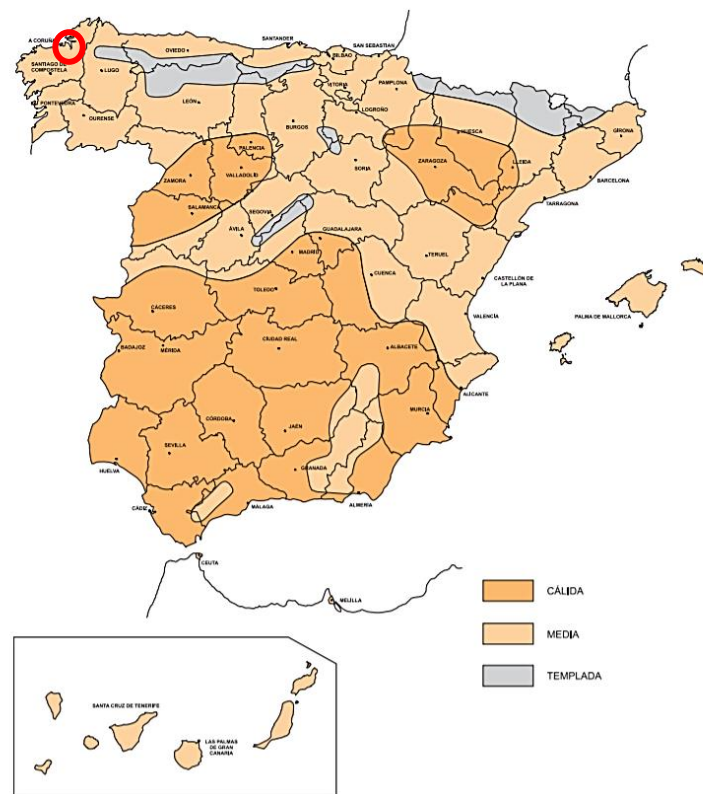 A CORUÑA
SANTIAGO DE
COMPOSTELA
PONTEVEDRA
LUGO
OURENSE
OVIEDO
SANTANDER
SAN SEBASTIAN
BILBAO
PAMPLONA
LEÓN
LOGROÑO
BURGOS
HUESCA
GIRONA
PALENCIA
ZAMORA
VALLADOLID
SORIA
ZARAGOZA
LLEIDA
BARCELONA
TARRAGONA
SALAMANCA
SEGOVIA
ÁVILA
GUADALAJARA
MADRID
TERUEL
CUENCA
CASTELLÓN DE
LA PLANA
TOLEDO
CÁCERES
VALENCÍA
PALMA DE MALLORCA
BADAJOZ
MÉRIDA
CIUDAD REAL
ALBACETE
ALICANTE
CÓRDOBA
JAÉN
MURCIA
SEVILLA
HUELVA
GRANADA
CÁDIZ
MÁLAGA
ALMERÍA
CEUTA
MELILLA
CÁLIDA
MEDIA
TEMPLADA
SANTA CRUZ DE TENERIFE
LAS PALMAS
DE GRAN
CANARIA